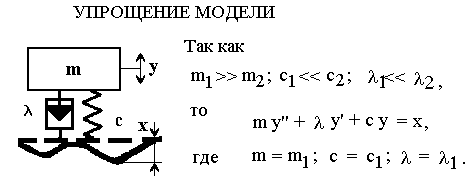 УПРОЩЕНИЕ МОДЕЛИ
Так как
m₁>> m₂; c₁<< c₂; λ₁<< λ₂,
то
m y'' + λ y' + c y = x,
где m = m₁; c = c₁; λ = λ₁.
m
y
λ
c
x